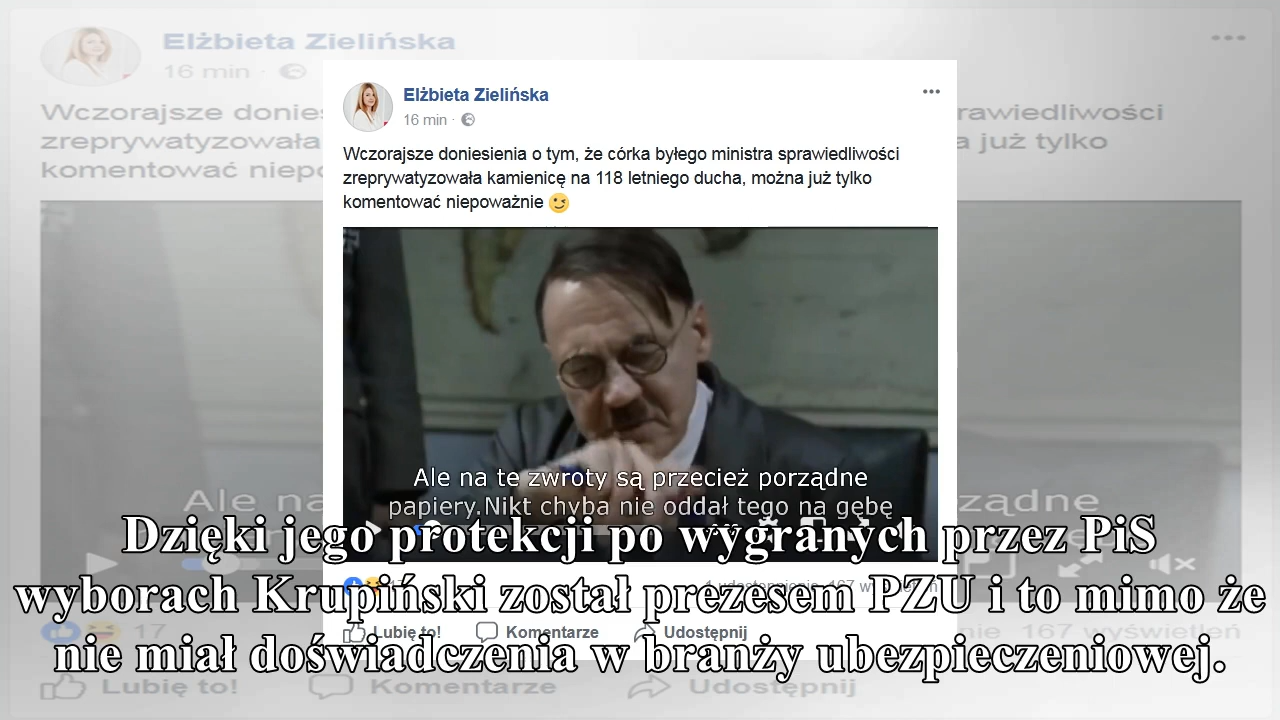 Elżbieta Zielińska
16 min
Wczorajsze doniesienia o tym, że córka byłego ministra sprawiedliwości
zreprywatyzowała kamienicę na 118 letniego ducha, można już tylko
komentować niepoważnie
Ale na te zwroty są przecież porządne
papiery.Nikt chyba nie oddał tego na gębę
Dzięki jego protekcji po wygranych przez PiS
wyborach Krupiński został prezesem PZU i to mimo że
nie miał doświadczenia w branży ubezpieczeniowej.
17
167 wyświetleń
Lubię to! Komentarze Udostępnij